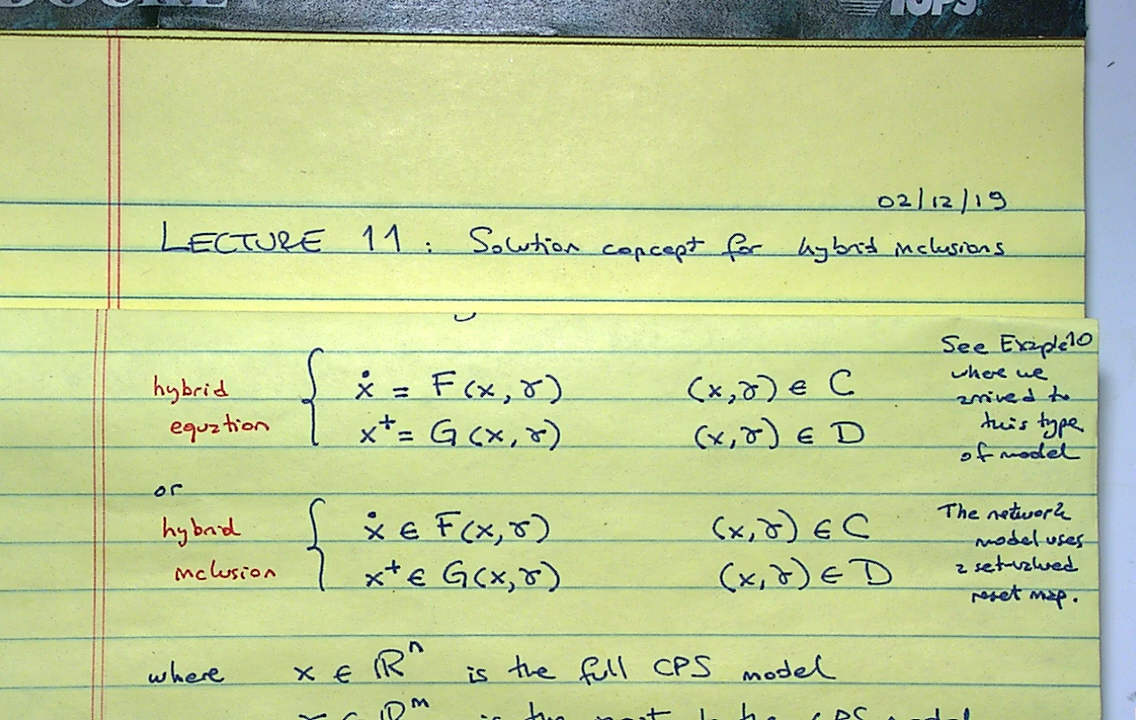 TOPS
02/12/19
LECTURE 11 : Solution concept for hybrid inclusions
hybrid equation { ẋ = F(x, γ) (x,γ) ∈ C
x⁺ = G(x, γ) (x, γ) ∈ D
See Example 10
where we
arrived to
this type
of model
or
hybrid inclusion { ẋ ∈ F(x, γ) (x, γ) ∈ C
x⁺ ∈ G(x, γ) (x, γ) ∈ D
The network
model uses
a set-valued
reset map.
where x ∈ ℝⁿ is the full CPS model